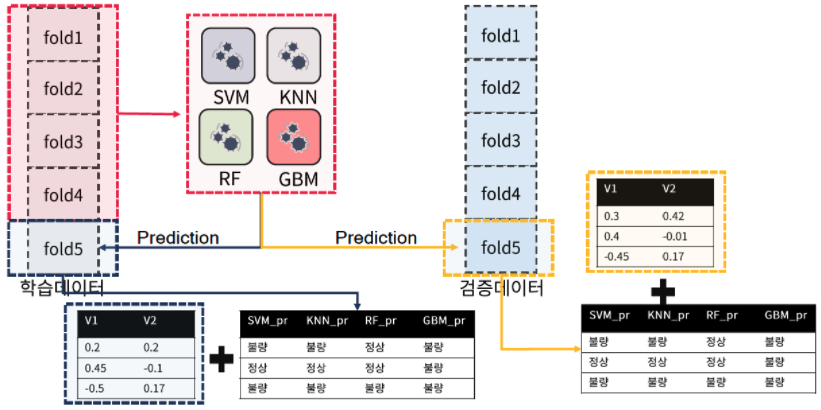 fold1
fold2
fold3
fold4
fold5
학습데이터
SVM KNN
RF GBM
Prediction Prediction
fold1
fold2
fold3
fold4
fold5
검증데이터
V1 V2
0.2 0.2
0.45 -0.1
-0.5 0.17
SVM_pr KNN_pr RF_pr GBM_pr
불량 불량 정상 불량
정상 정상 정상 불량
불량 불량 불량 불량
V1 V2
0.3 0.42
0.4 -0.01
-0.45 0.17
SVM_pr KNN_pr RF_pr GBM_pr
불량 불량 정상 불량
정상 정상 정상 불량
불량 불량 불량 불량